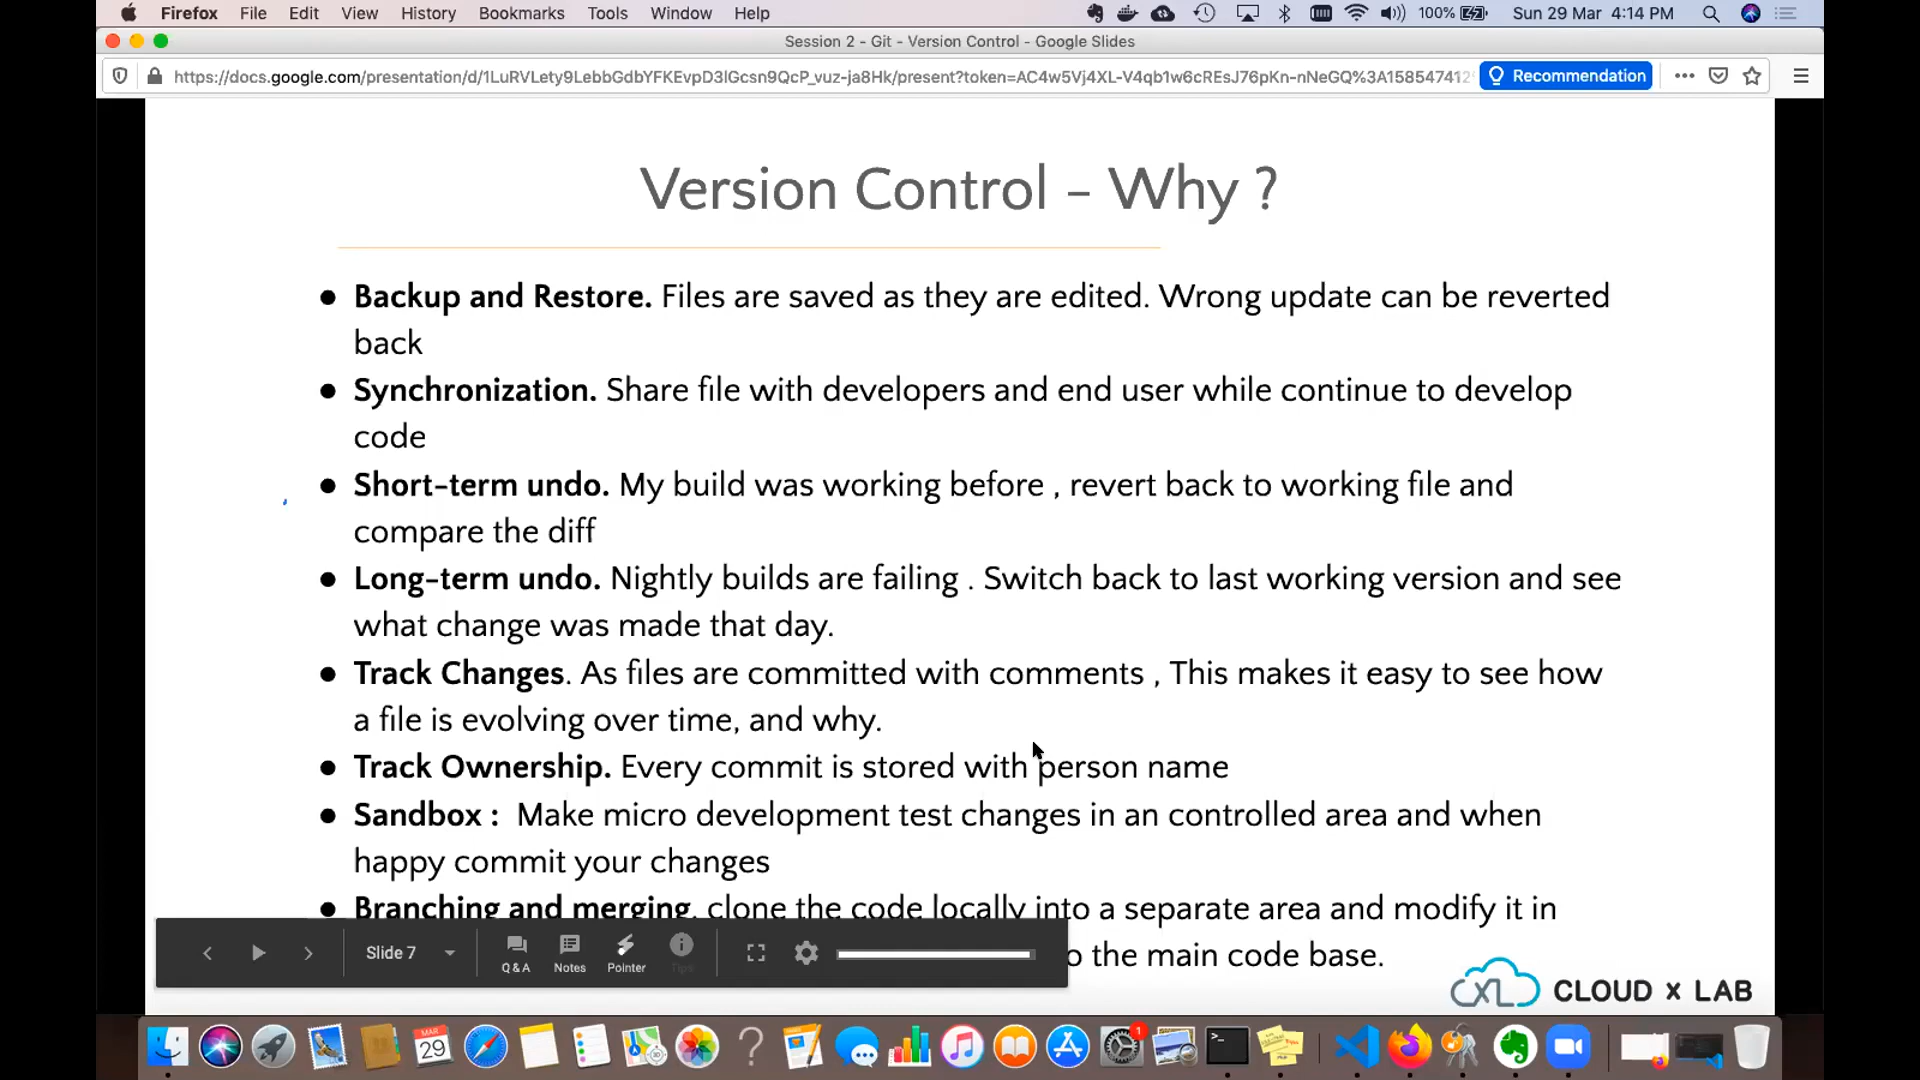 Firefox File Edit View History Bookmarks Tools Window Help 100% Sun 29 Mar 4:14 PM
Session 2 - Git - Version Control - Google Slides
https://docs.google.com/presentation/d/1LuRVLety9LebbGdbYFKEvpD3lGcsn9QcP_vuz-ja8Hk/present?token=AC4w5Vj4XL-V4qb1w6cREsJ76pKn-nNeGQ%3A158547412 Recommendation
Version Control - Why ?
● Backup and Restore. Files are saved as they are edited. Wrong update can be reverted
back
● Synchronization. Share file with developers and end user while continue to develop
code
● Short-term undo. My build was working before , revert back to working file and
compare the diff
● Long-term undo. Nightly builds are failing . Switch back to last working version and see
what change was made that day.
● Track Changes. As files are committed with comments , This makes it easy to see how
a file is evolving over time, and why.
● Track Ownership. Every commit is stored with person name
● Sandbox : Make micro development test changes in an controlled area and when
happy commit your changes
● Branching and merging. clone the code locally into a separate area and modify it in
the main code base.
Slide 7
Q & A Notes Pointer Tips
CXL CLOUD x LAB
MAR
29
1